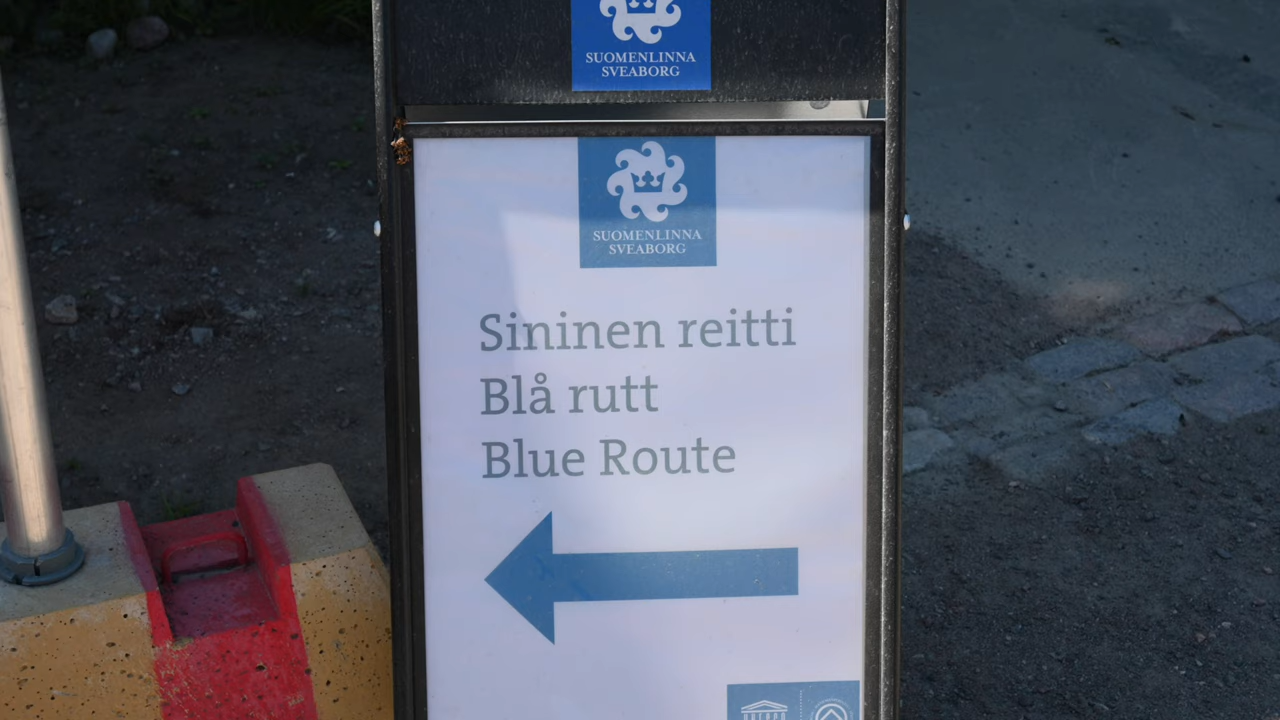 SUOMENLINNA
SVEABORG
SUOMENLINNA
SVEABORG
Sininen reitti
Blå rutt
Blue Route